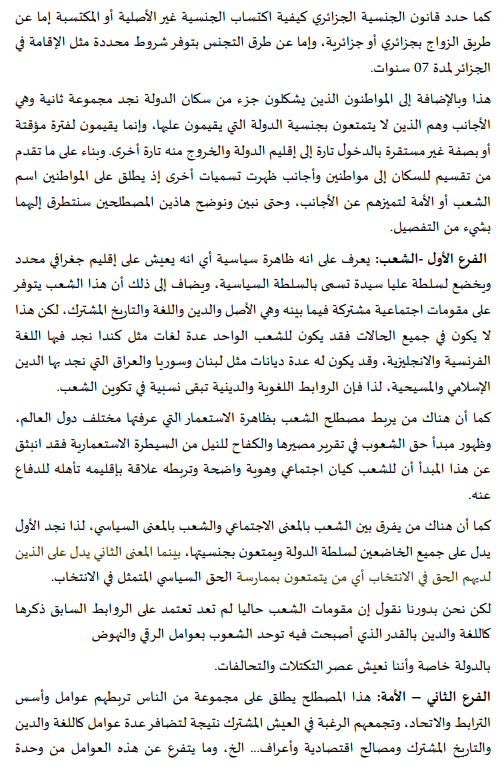 كما حدد قانون الجنسية الجزائري كيفية اكتساب الجنسية غير الأصلية أو المكتسبة إما عن
طريق الزواج بجزائري أو جزائرية، وإما عن طرق التجنس بتوفر شروط محددة مثل الإقامة في
الجزائر لمدة 07 سنوات.
هذا وبالإضافة إلى المواطنون الذين يشكلون جزء من سكان الدولة نجد مجموعة ثانية وهي
الأجانب وهم الذين لا يتمتعون بجنسية الدولة التي يقيمون عليها، وإنما يقيمون لفترة مؤقتة
أو بصفة غير مستقرة بالدخول تارة إلى إقليم الدولة والخروج منه تارة أخرى. وبناء على ما تقدم
من تقسيم للسكان إلى مواطنين وأجانب ظهرت تسميات أخرى إذ يطلق على المواطنين اسم
الشعب أو الأمة لتميزهم عن الأجانب، وحتى نبين ونوضح هاذين المصطلحين سنتطرق إليهما
بشيء من التفصيل.
الفرع الأول -الشعب: يعرف على انه ظاهرة سياسية أي انه يعيش على إقليم جغرافي محدد
ويخضع لسلطة عليا سيدة تسمى بالسلطة السياسية، ويضاف إلى ذلك أن هذا الشعب يتوفر
على مقومات اجتماعية مشتركة فيما بينه وهي الأصل والدين واللغة والتاريخ المشترك، لكن هذا
لا يكون في جميع الحالات فقد يكون للشعب الواحد عدة لغات مثل كندا نجد فيها اللغة
الفرنسية والانجليزية، وقد يكون له عدة ديانات مثل لبنان وسوريا والعراق التي نجد بها الدين
الإسلامي والمسيحية، لذا فإن الروابط اللغوية والدينية تبقى نسبية في تكوين الشعب.
كما أن هناك من يربط مصطلح الشعب بظاهرة الاستعمار التي عرفتها مختلف دول العالم،
وظهور مبدأ حق الشعوب في تقرير مصيرها والكفاح للنيل من السيطرة الاستعمارية فقد انبثق
عن هذا المبدأ أن للشعب كيان اجتماعي وهوية واضحة وتربطه علاقة بإقليمه تأهله للدفاع
عنه.
كما أن هناك من يفرق بين الشعب بالمعنى الاجتماعي والشعب بالمعنى السياسي، لذا نجد الأول
يدل على جميع الخاضعين لسلطة الدولة ويمتعون بجنسيتها، بينما المعنى الثاني يدل على الذين
لديهم الحق في الانتخاب أي من يتمتعون بممارسة الحق السياسي المتمثل في الانتخاب.
لكن نحن بدورنا نقول إن مقومات الشعب حاليا لم تعد تعتمد على الروابط السابق ذكرها
كاللغة والدين بالقدر الذي أصبحت فيه توحد الشعوب بعوامل الرقي والنهوض
بالدولة خاصة وأننا نعيش عصر التكتلات والتحالفات.
الفرع الثاني – الأمة: هذا المصطلح يطلق على مجموعة من الناس تربطهم عوامل وأسس
الترابط والاتحاد، وتجمعهم الرغبة في العيش المشترك نتيجة لتضافر عدة عوامل كاللغة والدين
والتاريخ المشترك ومصالح اقتصادية وأعراف... الخ، وما يتفرع عن هذه العوامل من وحدة